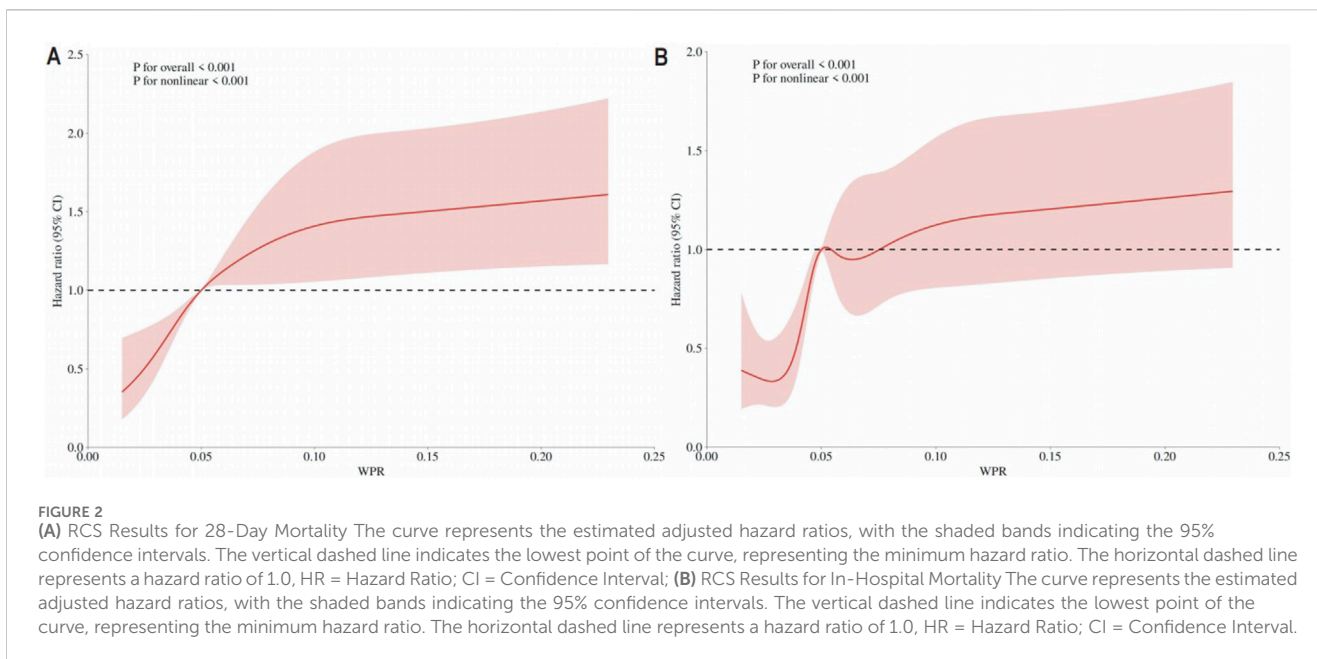 A
P for overall < 0.001
P for nonlinear < 0.001
2.5
2.0
1.5
1.0
0.5
0.0
Hazard ratio (95% CI)
0.00
0.05
0.10
0.15
0.20
0.25
WPR
B
P for overall < 0.001
P for nonlinear < 0.001
2.0
1.5
1.0
0.5
0.0
Hazard ratio (95% CI)
0.00
0.05
0.10
0.15
0.20
0.25
WPR
FIGURE 2
(A) RCS Results for 28-Day Mortality The curve represents the estimated adjusted hazard ratios, with the shaded bands indicating the 95%
confidence intervals. The vertical dashed line indicates the lowest point of the curve, representing the minimum hazard ratio. The horizontal dashed line
represents a hazard ratio of 1.0, HR = Hazard Ratio; CI = Confidence Interval; (B) RCS Results for In-Hospital Mortality The curve represents the estimated
adjusted hazard ratios, with the shaded bands indicating the 95% confidence intervals. The vertical dashed line indicates the lowest point of the
curve, representing the minimum hazard ratio. The horizontal dashed line represents a hazard ratio of 1.0, HR = Hazard Ratio; CI = Confidence Interval.